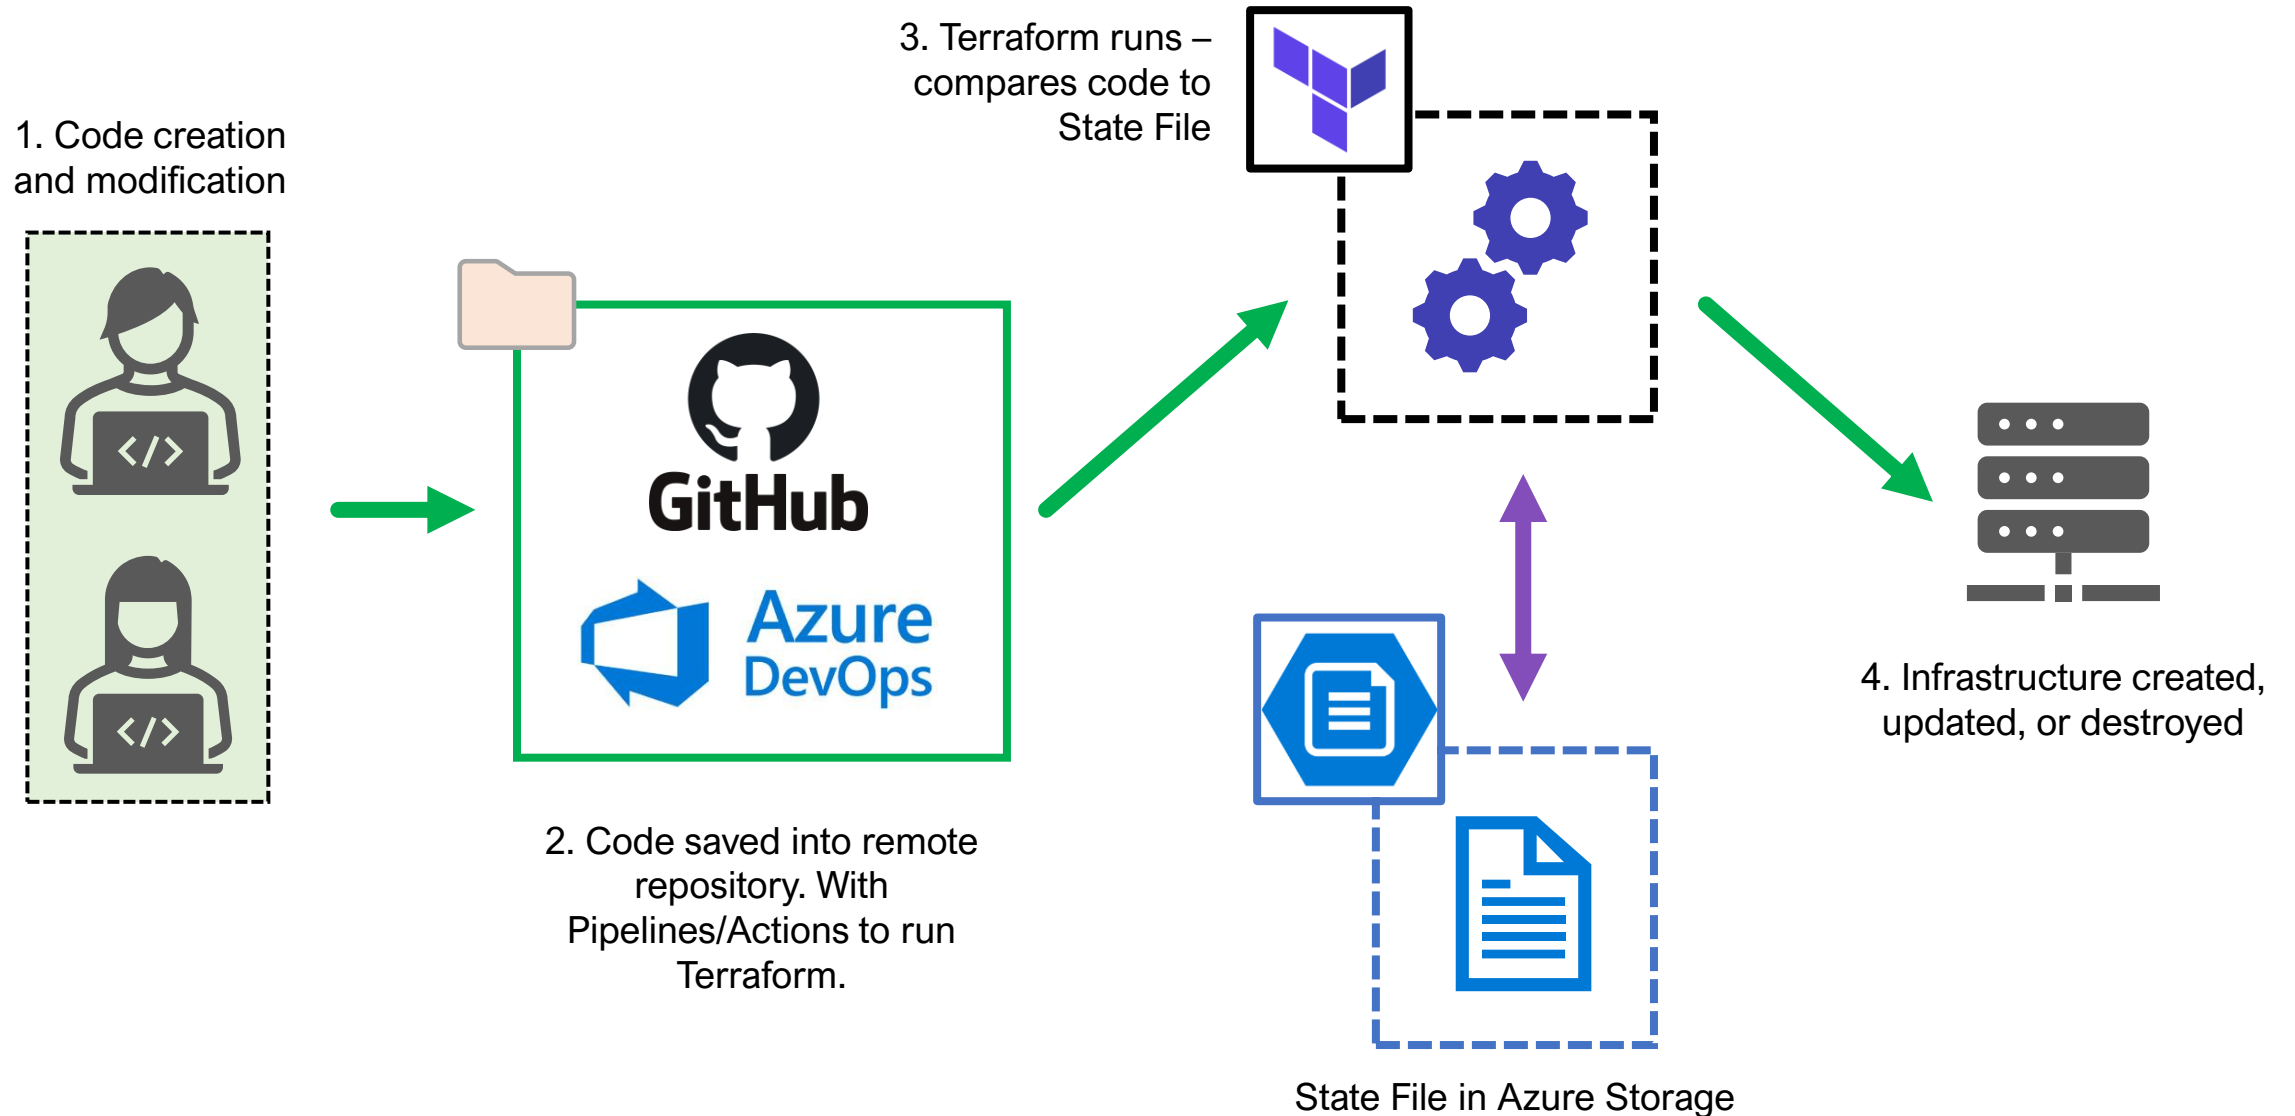 1. Code creation
and modification
</>
</>
GitHub
Azure
DevOps
2. Code saved into remote
repository. With
Pipelines/Actions to run
Terraform.
3. Terraform runs –
compares code to
State File
State File in Azure Storage
4. Infrastructure created,
updated, or destroyed